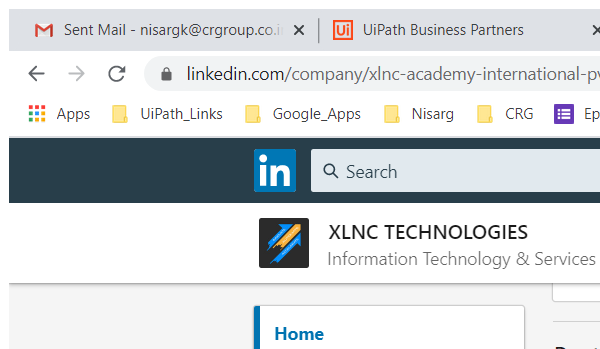 Sent Mail - nisargk@crgroup.co.i
UiPath Business Partners
linkedin.com/company/xlnc-academy-international-p
Apps UiPath_Links Google_Apps Nisarg CRG Ep
in Search
XLNC TECHNOLOGIES
Information Technology & Services
Home